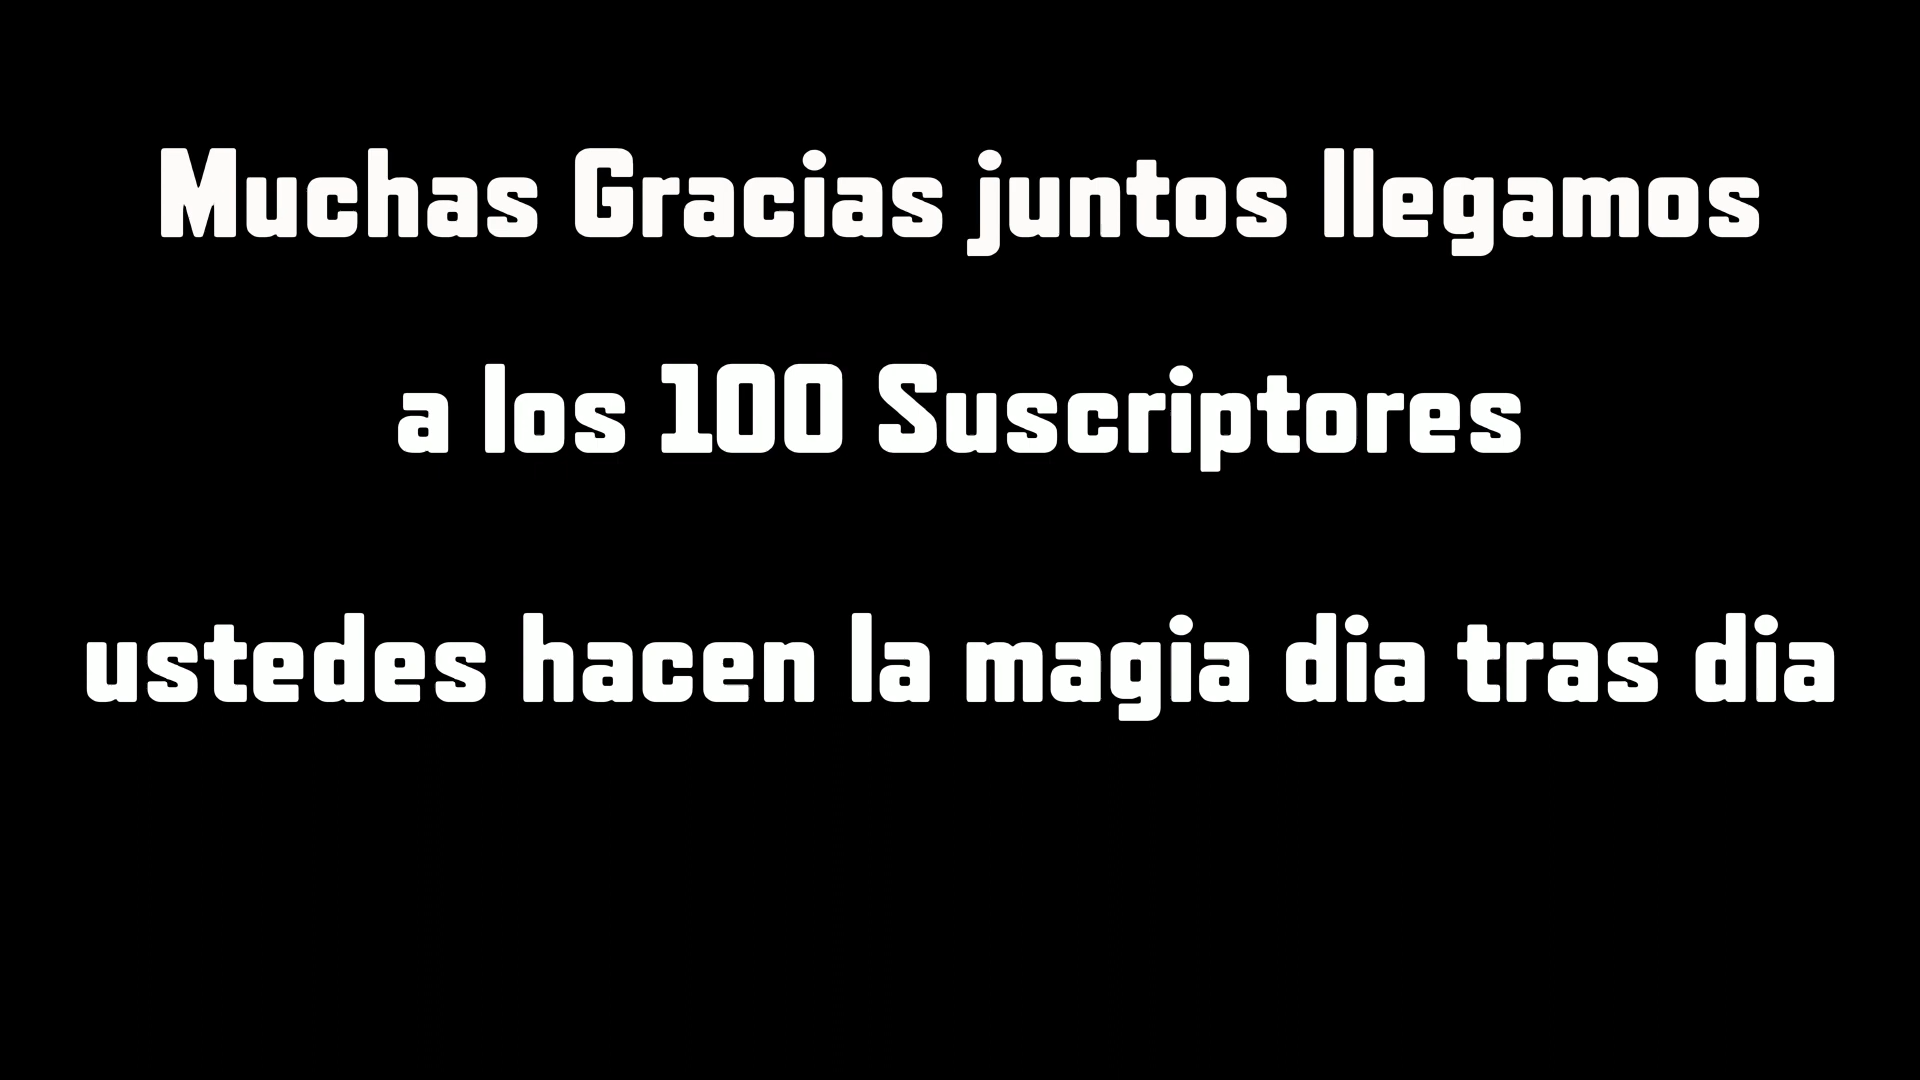 Muchas Gracias juntos llegamos
a los 100 Suscriptores
ustedes hacen la magia dia tras dia